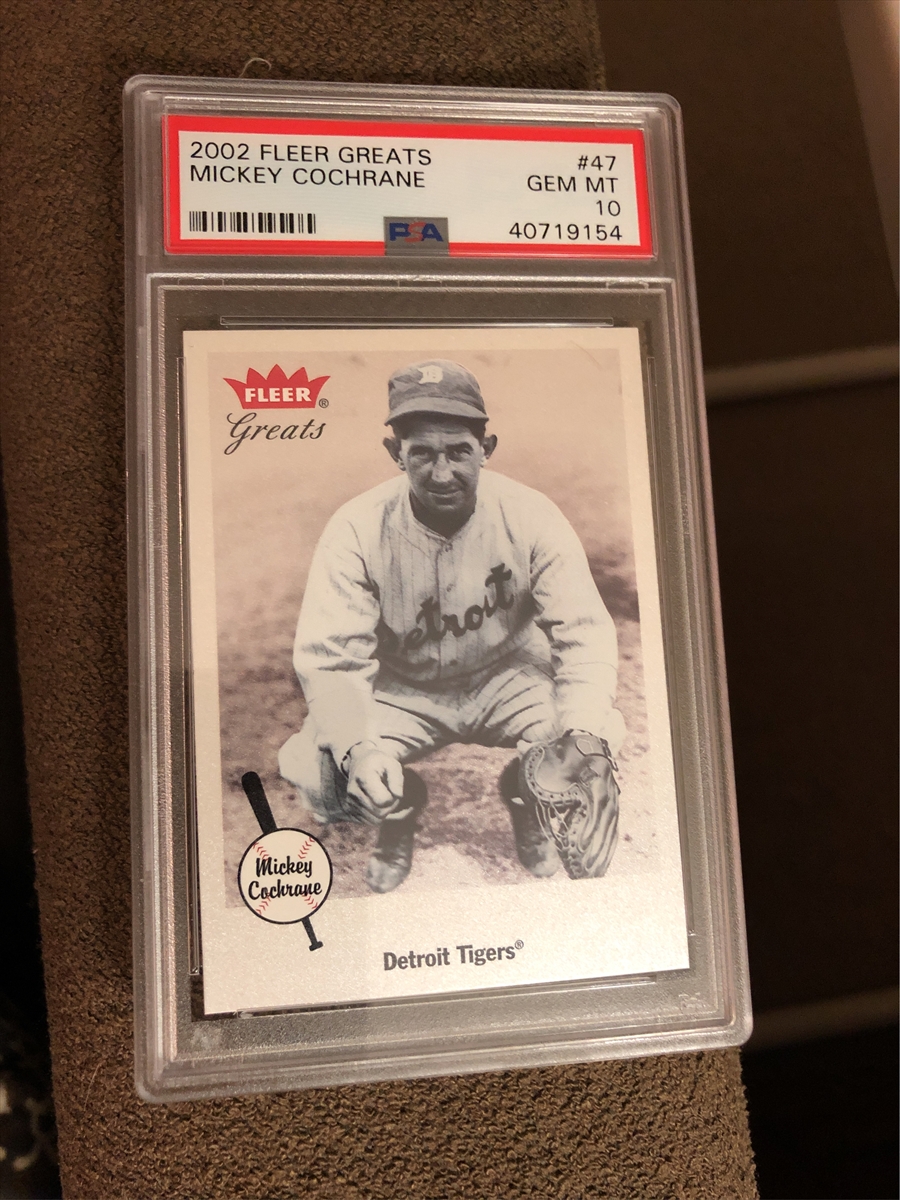 2002 FLEER GREATS
MICKEY COCHRANE
#47
GEM MT
10
40719154
PSA
FLEER®
Greats
Detroit
Mickey
Cochrane
Detroit Tigers®